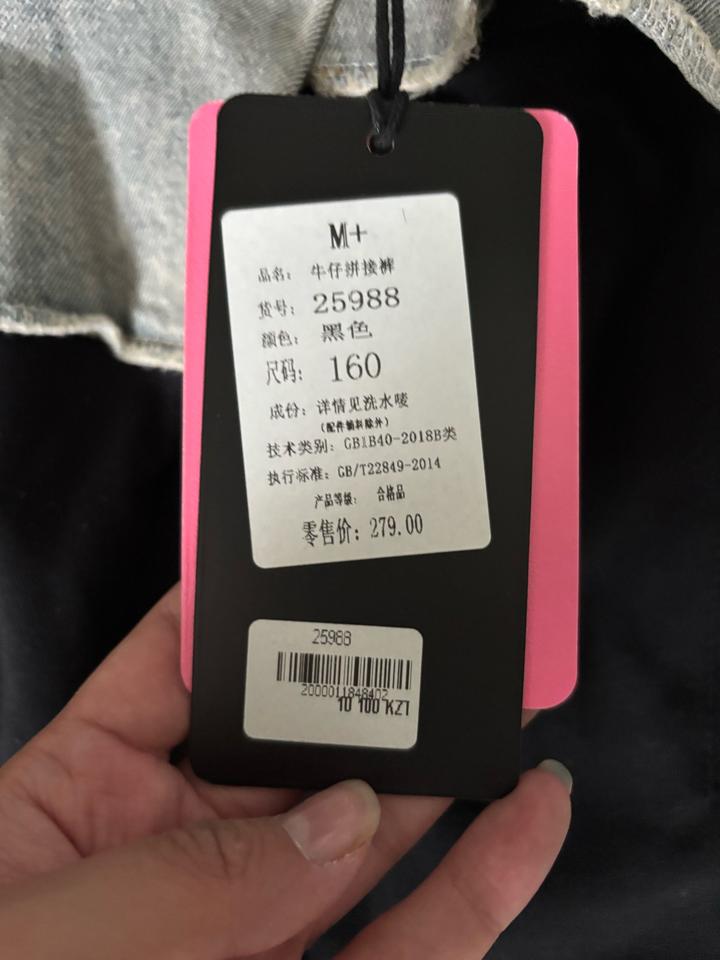 M+
品名: 牛仔拼接裤
货号: 25988
颜色: 黑色
尺码: 160
成份: 详情见洗水唛
(配件辅料除外)
技术类别: GB1B40-2018B类
执行标准: GB/T22849-2014
产品等级: 合格品
零售价: 279.00
25988
2000011848402
10 100 KZT